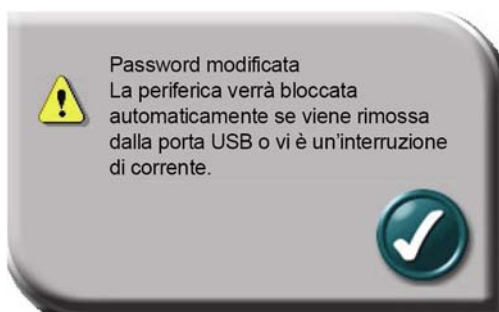 Password modificata
La periferica verrà bloccata
automaticamente se viene rimossa
dalla porta USB o vi è un'interruzione
di corrente.